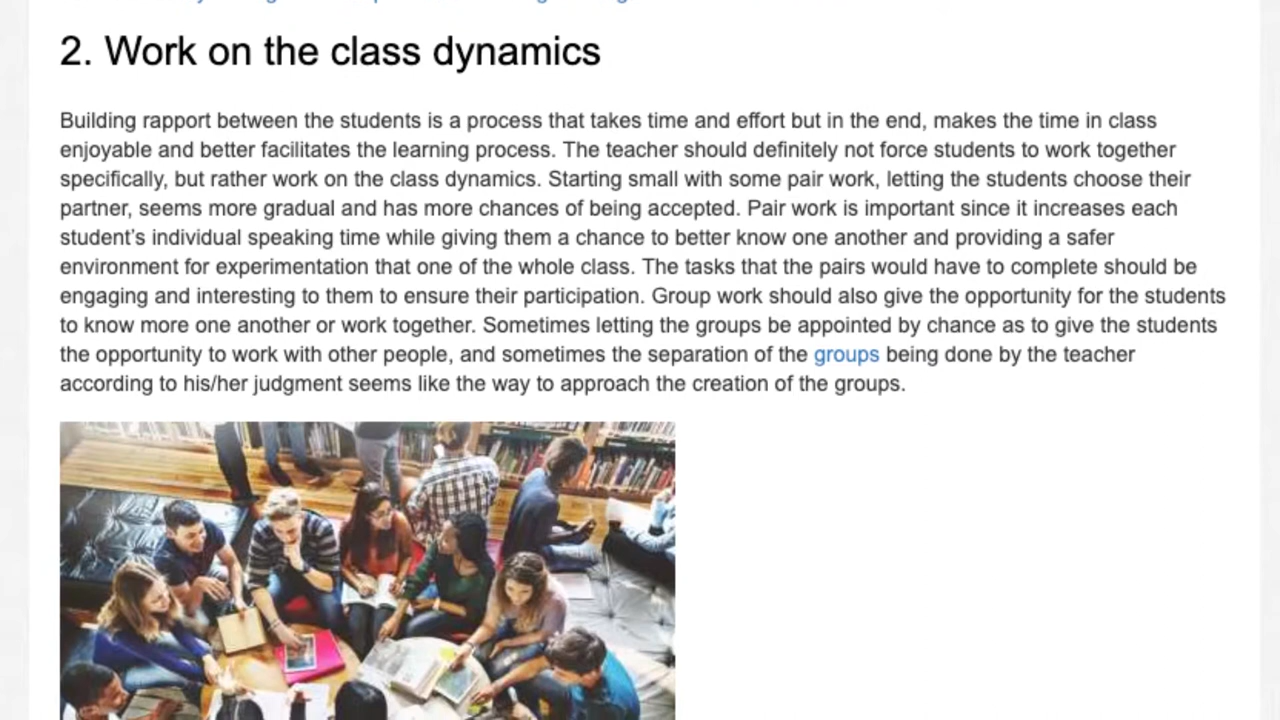 2. Work on the class dynamics
Building rapport between the students is a process that takes time and effort but in the end, makes the time in class
enjoyable and better facilitates the learning process. The teacher should definitely not force students to work together
specifically, but rather work on the class dynamics. Starting small with some pair work, letting the students choose their
partner, seems more gradual and has more chances of being accepted. Pair work is important since it increases each
student’s individual speaking time while giving them a chance to better know one another and providing a safer
environment for experimentation that one of the whole class. The tasks that the pairs would have to complete should be
engaging and interesting to them to ensure their participation. Group work should also give the opportunity for the students
to know more one another or work together. Sometimes letting the groups be appointed by chance as to give the students
the opportunity to work with other people, and sometimes the separation of the groups being done by the teacher
according to his/her judgment seems like the way to approach the creation of the groups.